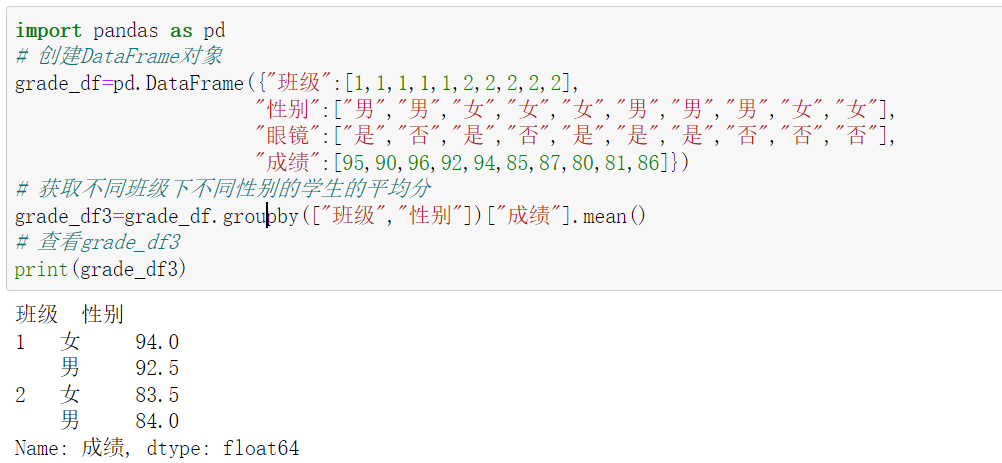 import pandas as pd
# 创建DataFrame对象
grade_df=pd.DataFrame({"班级":[1,1,1,1,1,2,2,2,2,2],
"性别":["男","男","女","女","女","男","男","男","女","女"],
"眼镜":["是","否","是","否","是","是","是","否","否","否"],
"成绩":[95,90,96,92,94,85,87,80,81,86]})
# 获取不同班级下不同性别的学生的平均分
grade_df3=grade_df.groupby(["班级","性别"])["成绩"].mean()
# 查看grade_df3
print(grade_df3)
班级 性别
1 女 94.0
男 92.5
2 女 83.5
男 84.0
Name: 成绩, dtype: float64